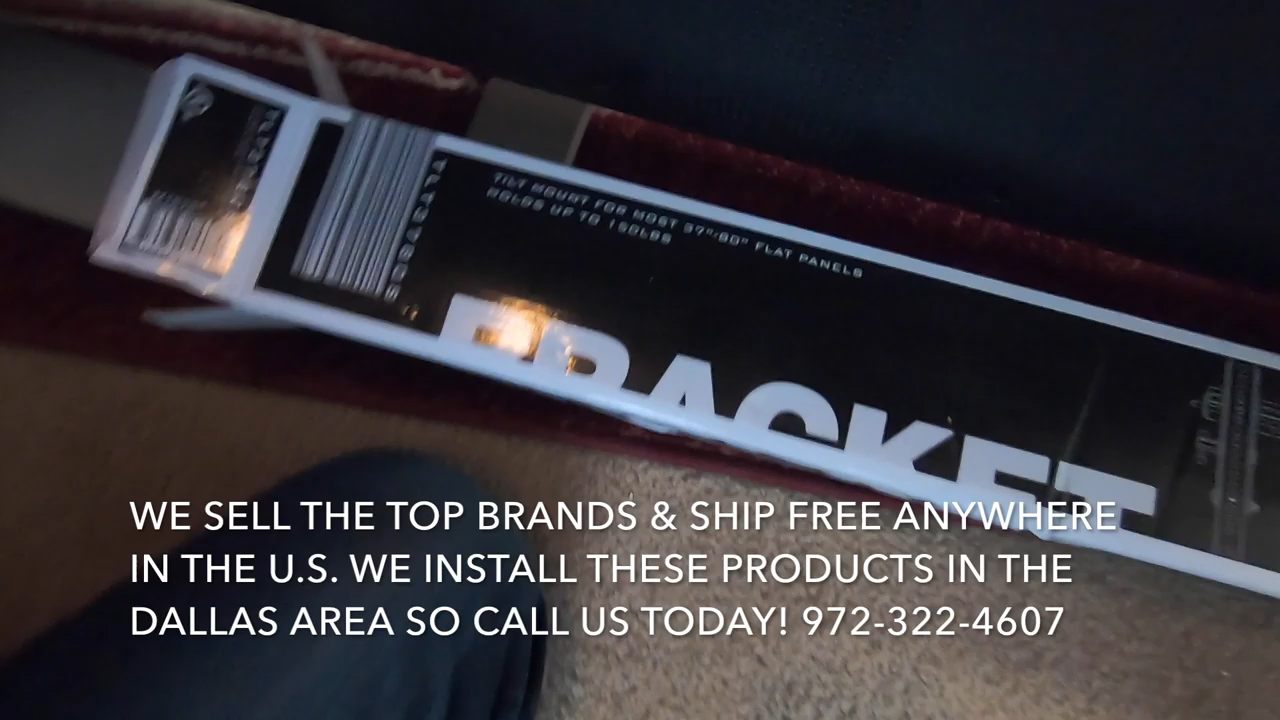 TILT MOUNT FOR MOST 37"-80" FLAT PANELS
HOLDS UP TO 150LBS
BRACKET
WE SELL THE TOP BRANDS & SHIP FREE ANYWHERE
IN THE U.S. WE INSTALL THESE PRODUCTS IN THE
DALLAS AREA SO CALL US TODAY! 972-322-4607